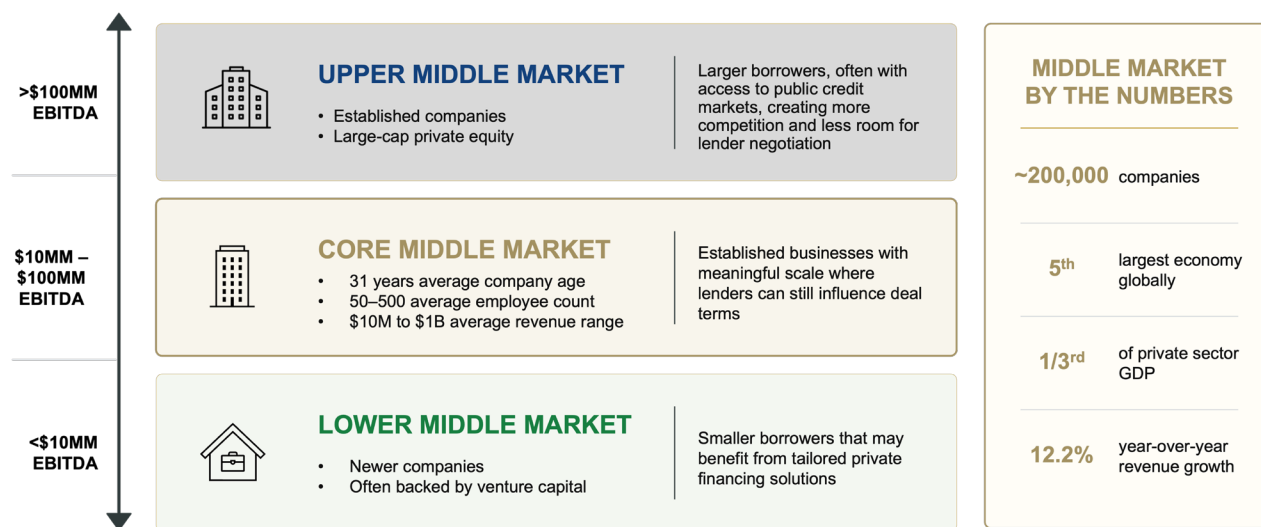 >$100MM
EBITDA
UPPER MIDDLE MARKET
• Established companies
• Large-cap private equity
Larger borrowers, often with
access to public credit
markets, creating more
competition and less room for
lender negotiation
$10MM –
$100MM
EBITDA
CORE MIDDLE MARKET
• 31 years average company age
• 50–500 average employee count
• $10M to $1B average revenue range
Established businesses with
meaningful scale where
lenders can still influence deal
terms
<$10MM
EBITDA
LOWER MIDDLE MARKET
• Newer companies
• Often backed by venture capital
Smaller borrowers that may
benefit from tailored private
financing solutions
MIDDLE MARKET
BY THE NUMBERS
~200,000 companies
5th largest economy
globally
1/3rd of private sector
GDP
12.2% year-over-year
revenue growth